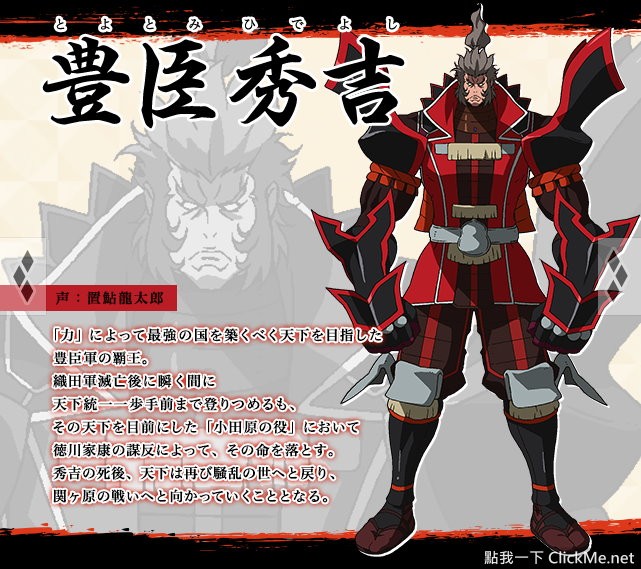 とよとみひでよし
豊臣秀吉
声：置鮎龍太郎
「力」によって最強の国を築くべく天下を目指した
豊臣軍の覇王。
織田軍滅亡後に瞬く間に
天下統一一歩手前まで登りつめるも、
その天下を目前にした「小田原の役」において
徳川家康の謀反によって、その命を落とす。
秀吉の死後、天下は再び騒乱の世へと戻り、
関ヶ原の戦いへと向かっていくこととなる。
點我一下 ClickMe.net